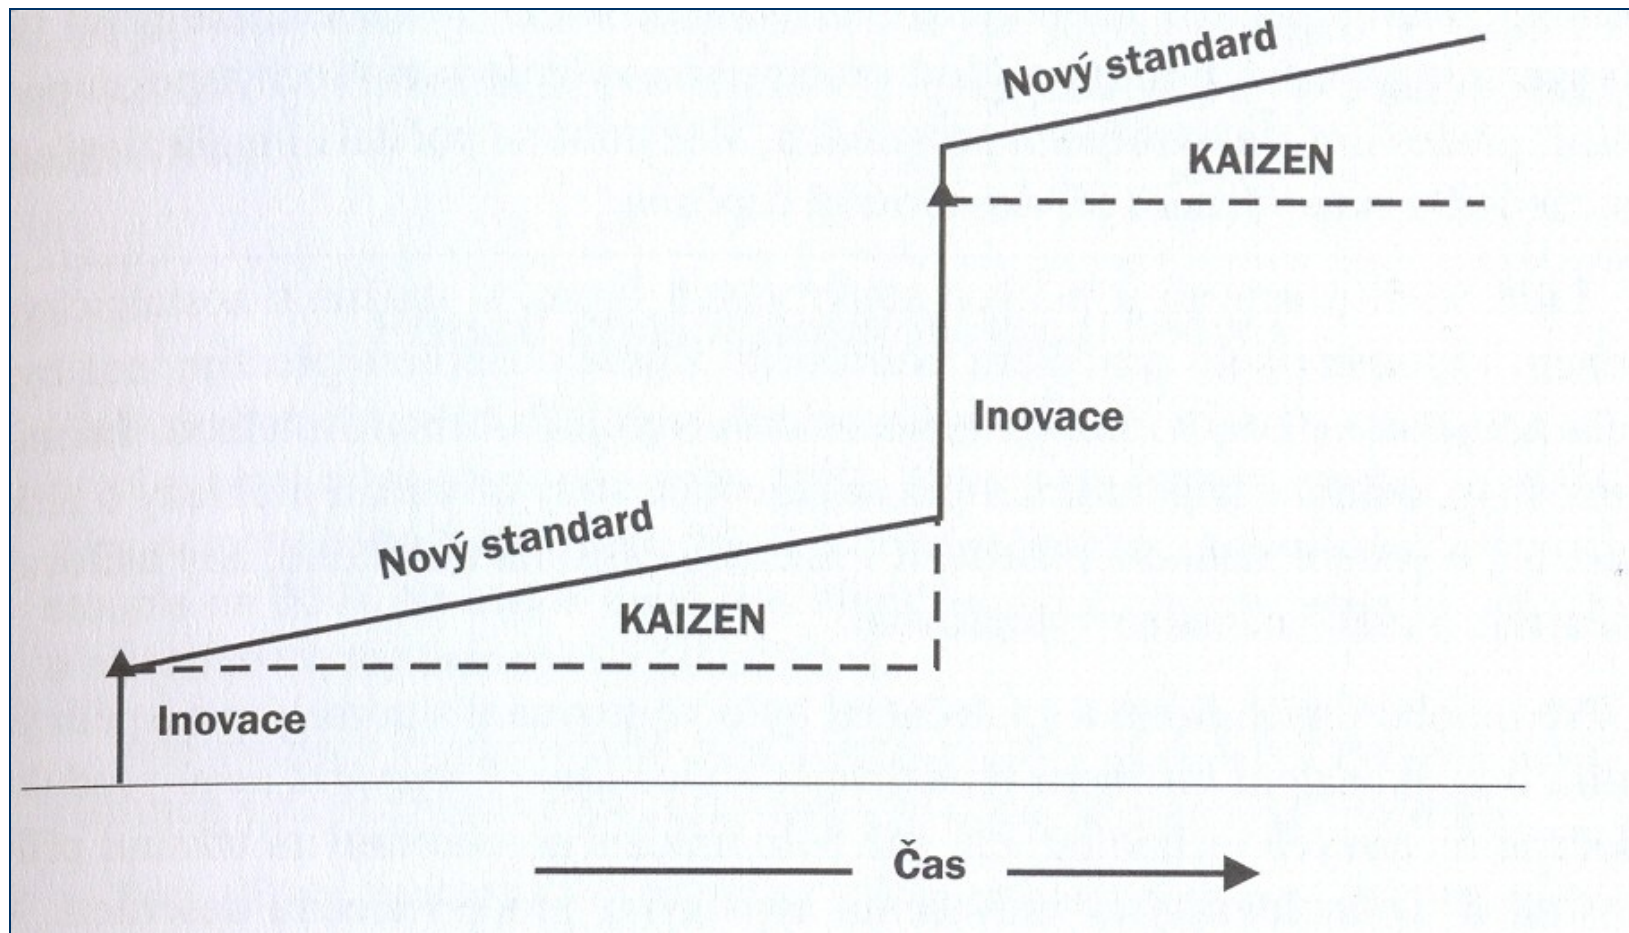 Nový standard
KAIZEN
Inovace
Nový standard
KAIZEN
Inovace
Čas